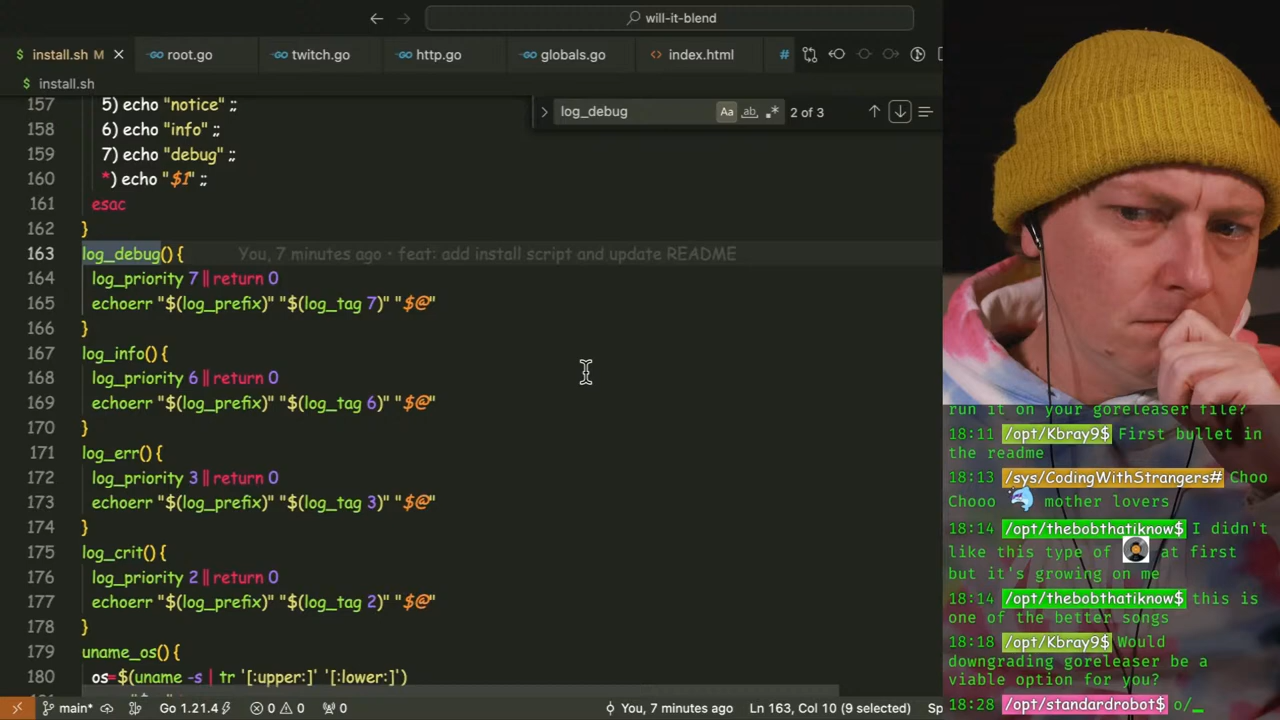 will-it-blend
install.sh M
root.go
twitch.go
http.go
globals.go
index.html
#
install.sh
log_debug
Aa
ab
2 of 3
157 5) echo "notice" ;;
158 6) echo "info" ;;
159 7) echo "debug" ;;
160 *) echo "$1" ;;
161 esac
162 }
163 log_debug() { You, 7 minutes ago • feat: add install script and update README
164 log_priority 7 || return 0
165 echoerr "$(log_prefix)" "$(log_tag 7)" "$@"
166 }
167 log_info() {
168 log_priority 6 || return 0
169 echoerr "$(log_prefix)" "$(log_tag 6)" "$@"
170 }
171 log_err() {
172 log_priority 3 || return 0
173 echoerr "$(log_prefix)" "$(log_tag 3)" "$@"
174 }
175 log_crit() {
176 log_priority 2 || return 0
177 echoerr "$(log_prefix)" "$(log_tag 2)" "$@"
178 }
179 uname_os() {
180 os=$(uname -s | tr '[:upper:]' '[:lower:]')
main*
Go 1.21.4
0
0
0
You, 7 minutes ago
Ln 163, Col 10 (9 selected)
Sp
run it on your goreleaser file?
18:11 /opt/Kbray9$ First bullet in
the readme
18:13 /sys/CodingWithStrangers# Choo
Chooo mother lovers
18:14 /opt/thebobthatiknow$ I didn't
like this type of at first
but it's growing on me
18:14 /opt/thebobthatiknow$ this is
one of the better songs
18:18 /opt/Kbray9$ Would
downgrading goreleaser be a
viable option for you?
18:28 /opt/standardrobot$ o/_